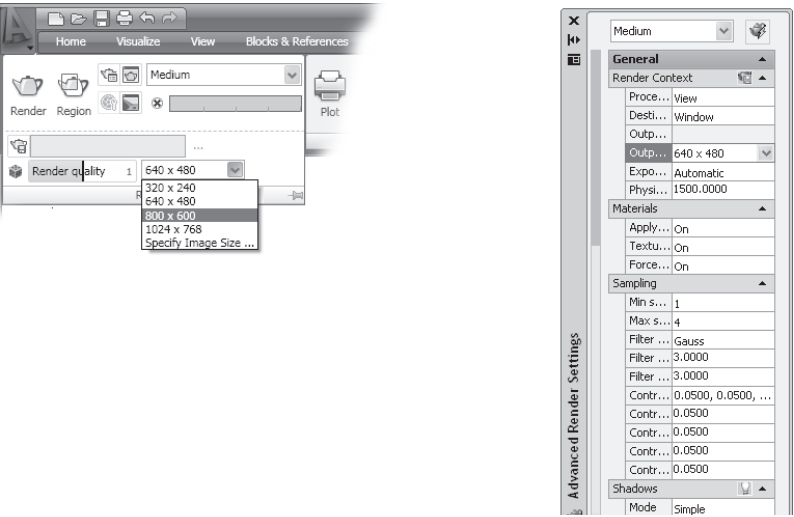 Home Visualize View Blocks & References
Medium
Render Region
Plot
...
Render quality 1 640 x 480
R
320 x 240
640 x 480
800 x 600
1024 x 768
Specify Image Size ...
Medium
General
Render Context
Proce... View
Desti... Window
Outp...
Outp... 640 x 480
Expo... Automatic
Physi... 1500.0000
Materials
Apply... On
Textu... On
Force... On
Sampling
Min s... 1
Max s... 4
Filter ... Gauss
Filter ... 3.0000
Filter ... 3.0000
Contr... 0.0500, 0.0500, ...
Contr... 0.0500
Contr... 0.0500
Contr... 0.0500
Contr... 0.0500
Shadows
Mode Simple
Advanced Render Settings